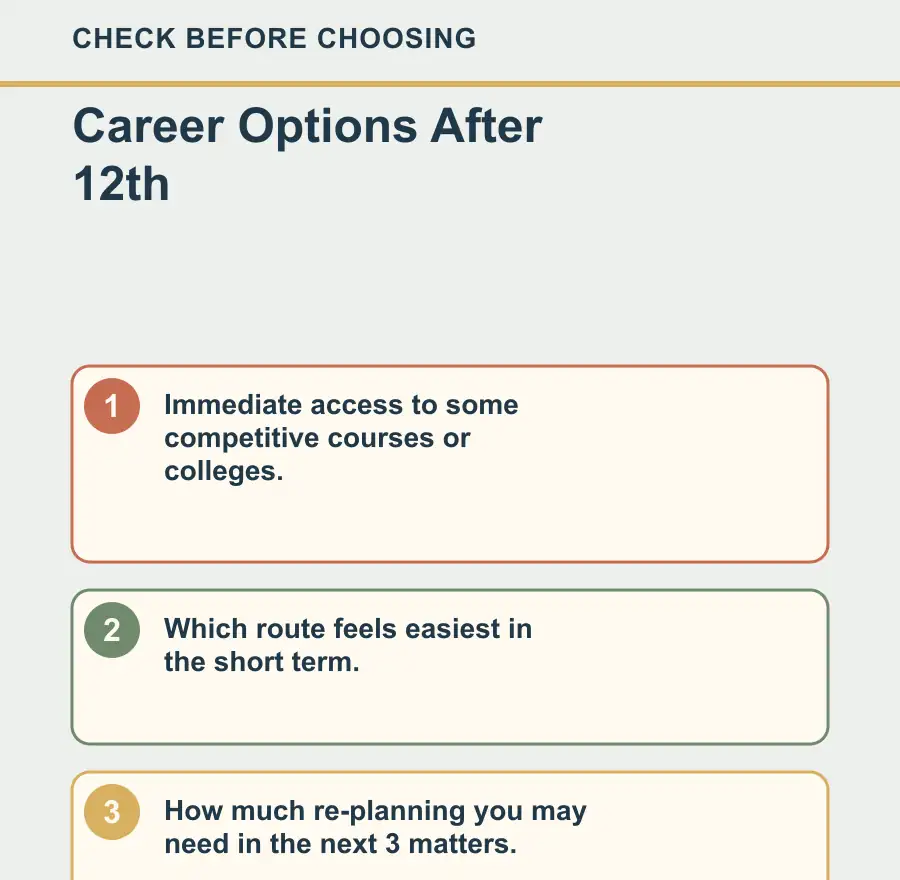 CHECK BEFORE CHOOSING
Career Options After
12th
1
Immediate access to some
competitive courses or
colleges.
2
Which route feels easiest in
the short term.
3
How much re-planning you may
need in the next 3 matters.